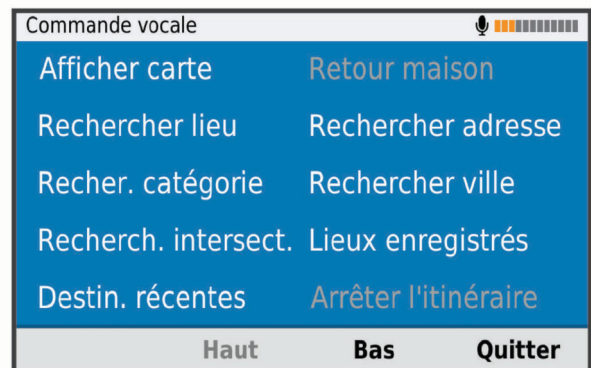 Commande vocale
Afficher carte Retour maison
Rechercher lieu Rechercher adresse
Recher. catégorie Rechercher ville
Recherch. intersect. Lieux enregistrés
Destin. récentes Arrêter l'itinéraire
Haut Bas Quitter